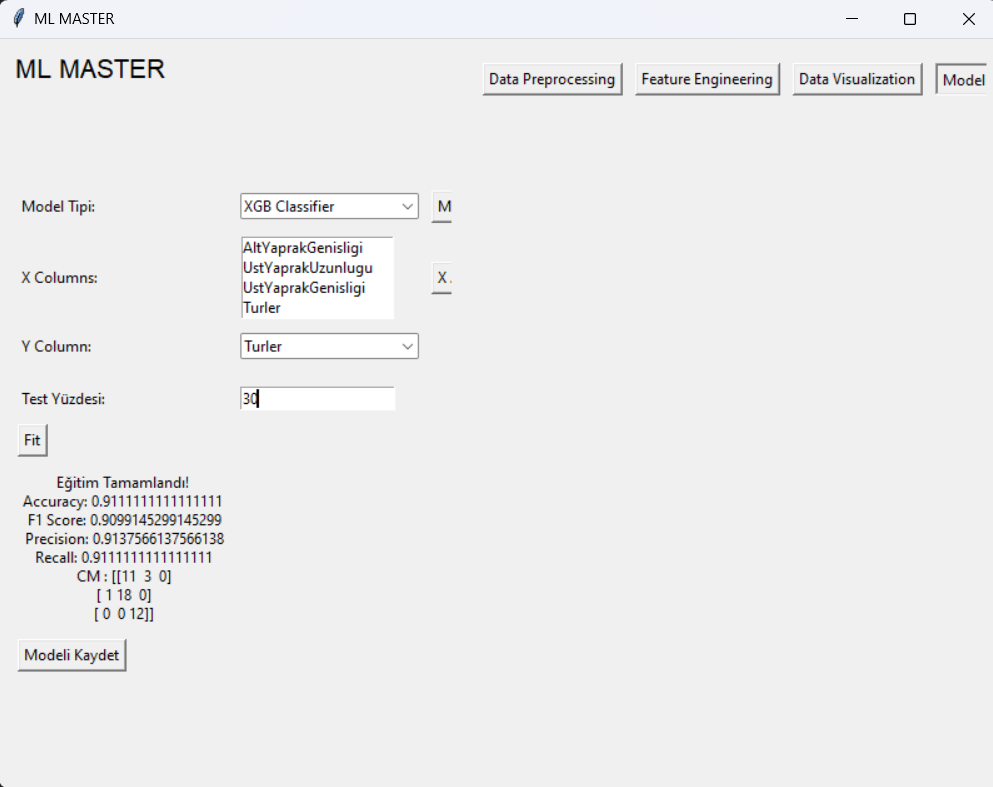 ML MASTER
ML MASTER
Data Preprocessing Feature Engineering Data Visualization Model
Model Tipi: XGB Classifier M
X Columns: AltYaprakGenisligi
UstYaprakUzunlugu
UstYaprakGenisligi
Turler
X
Y Column: Turler
Test Yüzdesi: 30
Fit
Eğitim Tamamlandı!
Accuracy: 0.9111111111111111
F1 Score: 0.9099145299145299
Precision: 0.9137566137566138
Recall: 0.9111111111111111
CM : [[11 3 0]
[ 1 18 0]
[ 0 0 12]]
Modeli Kaydet